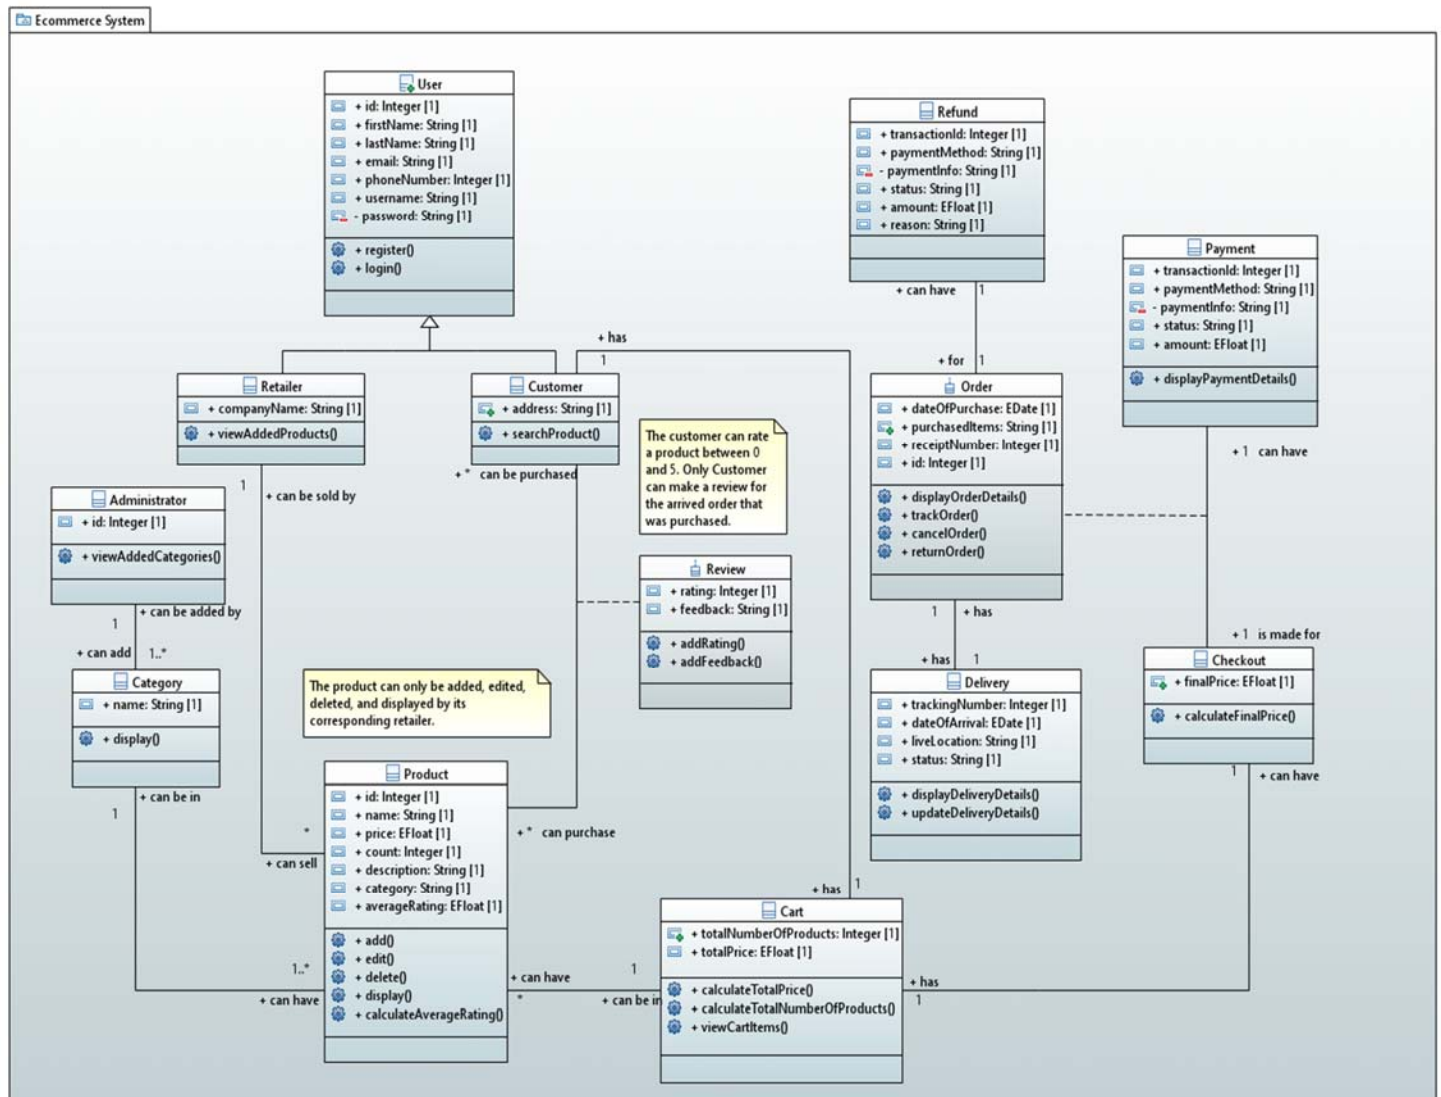 Ecommerce System
User
+ id: Integer [1]
+ firstName: String [1]
+ lastName: String [1]
+ email: String [1]
+ phoneNumber: Integer [1]
+ username: String [1]
- password: String [1]
+ register()
+ login()
Refund
+ transactionId: Integer [1]
+ paymentMethod: String [1]
- paymentInfo: String [1]
+ status: String [1]
+ amount: EFloat [1]
+ reason: String [1]
+ can have
1
Payment
+ transactionId: Integer [1]
+ paymentMethod: String [1]
- paymentInfo: String [1]
+ status: String [1]
+ amount: EFloat [1]
+ displayPaymentDetails()
+ 1 can have
+ has
1
+ for
1
Retailer
+ companyName: String [1]
+ viewAddedProducts()
1
+ can be sold by
Customer
+ address: String [1]
+ searchProduct()
+ * can be purchased
The customer can rate
a product between 0
and 5. Only Customer
can make a review for
the arrived order that
was purchased.
Order
+ dateOfPurchase: EDate [1]
+ purchasedItems: String [1]
+ receiptNumber: Integer [1]
+ id: Integer [1]
+ displayOrderDetails()
+ trackOrder()
+ cancelOrder()
+ returnOrder()
1
+ has
Administrator
+ id: Integer [1]
+ viewAddedCategories()
+ can be added by
1
+ can add
1..*
Review
+ rating: Integer [1]
+ feedback: String [1]
+ addRating()
+ addFeedback()
+ has
1
+ 1 is made for
Category
+ name: String [1]
+ display()
+ can be in
1
The product can only be added, edited,
deleted, and displayed by its
corresponding retailer.
Delivery
+ trackingNumber: Integer [1]
+ dateOfArrival: EDate [1]
+ liveLocation: String [1]
+ status: String [1]
+ displayDeliveryDetails()
+ updateDeliveryDetails()
Checkout
+ finalPrice: EFloat [1]
+ calculateFinalPrice()
1
+ can have
Product
+ id: Integer [1]
+ name: String [1]
+ price: EFloat [1]
+ count: Integer [1]
+ description: String [1]
+ category: String [1]
+ averageRating: EFloat [1]
+ add()
+ edit()
+ delete()
+ display()
+ calculateAverageRating()
*
+ can sell
+ * can purchase
1..*
+ can have
+ can have
*
1
+ can be in
+ has
1
Cart
+ totalNumberOfProducts: Integer [1]
+ totalPrice: EFloat [1]
+ calculateTotalPrice()
+ calculateTotalNumberOfProducts()
+ viewCartItems()
+ has
1